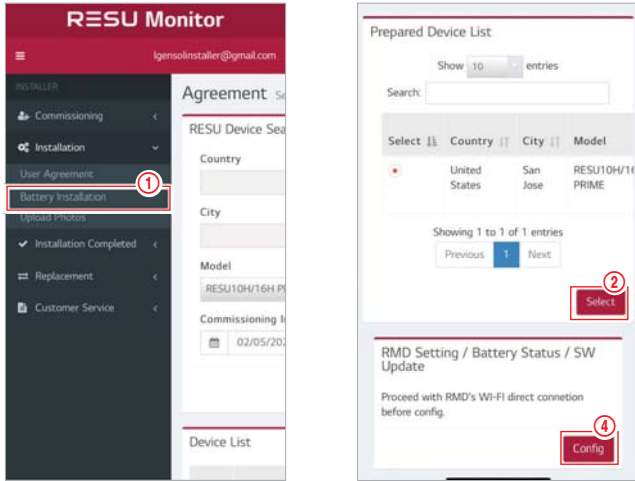 RESU Monitor
lgensolinstaller@gmail.com
INSTALLER
Commissioning
Installation
User Agreement
Battery Installation
1
Upload Photos
Installation Completed
Replacement
Customer Service
Agreement
RESU Device Sea
Country
City
Model
RESU10H/16H P
Commissioning I
02/05/202
Device List
Prepared Device List
Show 10 entries
Search:
Select Country City Model
United States San Jose RESU10H/16 PRIME
Showing 1 to 1 of 1 entries
Previous 1 Next
2
Select
RMD Setting / Battery Status / SW
Update
Proceed with RMD's WI-FI direct connetion
before config.
4
Config